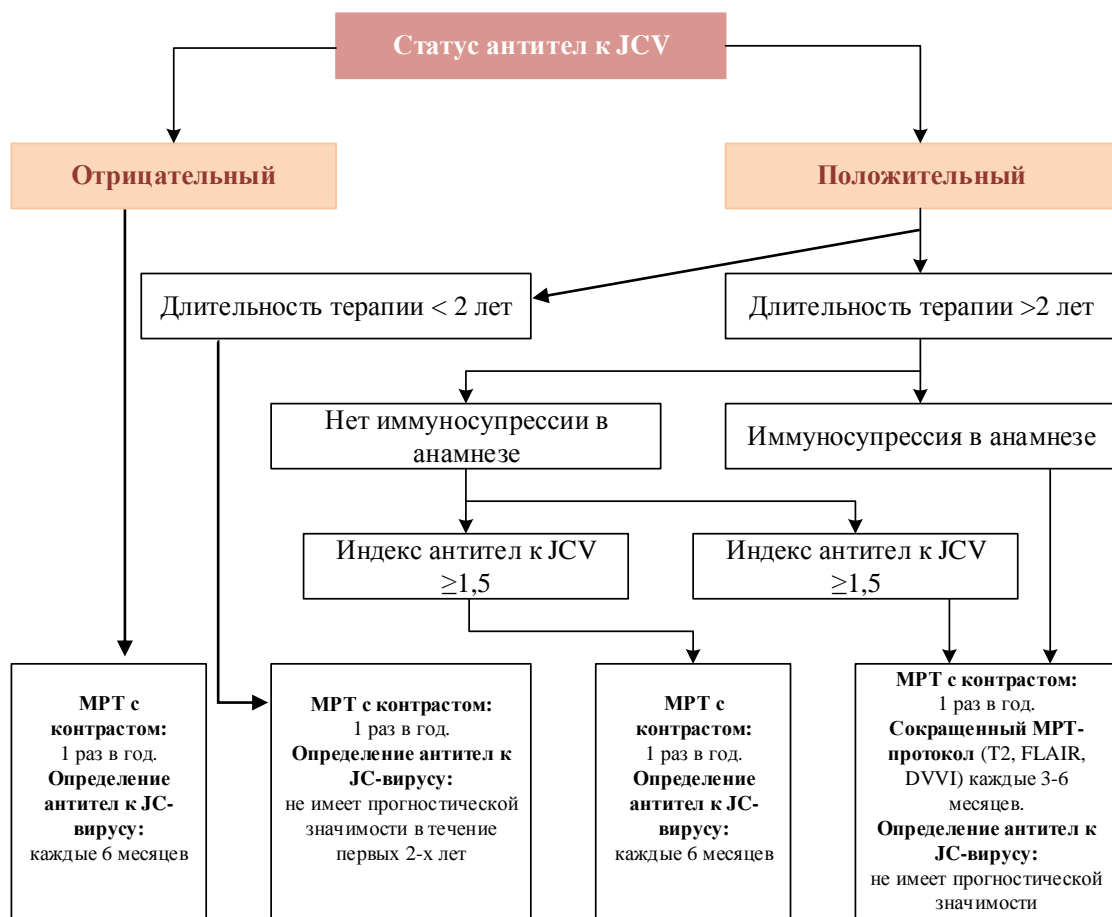 Статус антител к JCV
Отрицательный
Положительный
Длительность терапии < 2 лет
Длительность терапии >2 лет
Нет иммуносупрессии в
анамнезе
Иммуносупрессия в анамнезе
Индекс антител к JCV
≥1,5
Индекс антител к JCV
≥1,5
МРТ с
контрастом:
1 раз в год.
Определение
антител к JC-
вирусу:
каждые 6 месяцев
МРТ с контрастом:
1 раз в год.
Определение антител к
JC-вирусу:
не имеет прогностической
значимости в течение
первых 2-х лет
МРТ с
контрастом:
1 раз в год.
Определение
антител к JC-
вирусу:
каждые 6 месяцев
МРТ с контрастом:
1 раз в год.
Сокращенный МРТ-
протокол (T2, FLAIR,
DVVI) каждые 3-6
месяцев.
Определение антител к
JC-вирусу:
не имеет прогностической
значимости